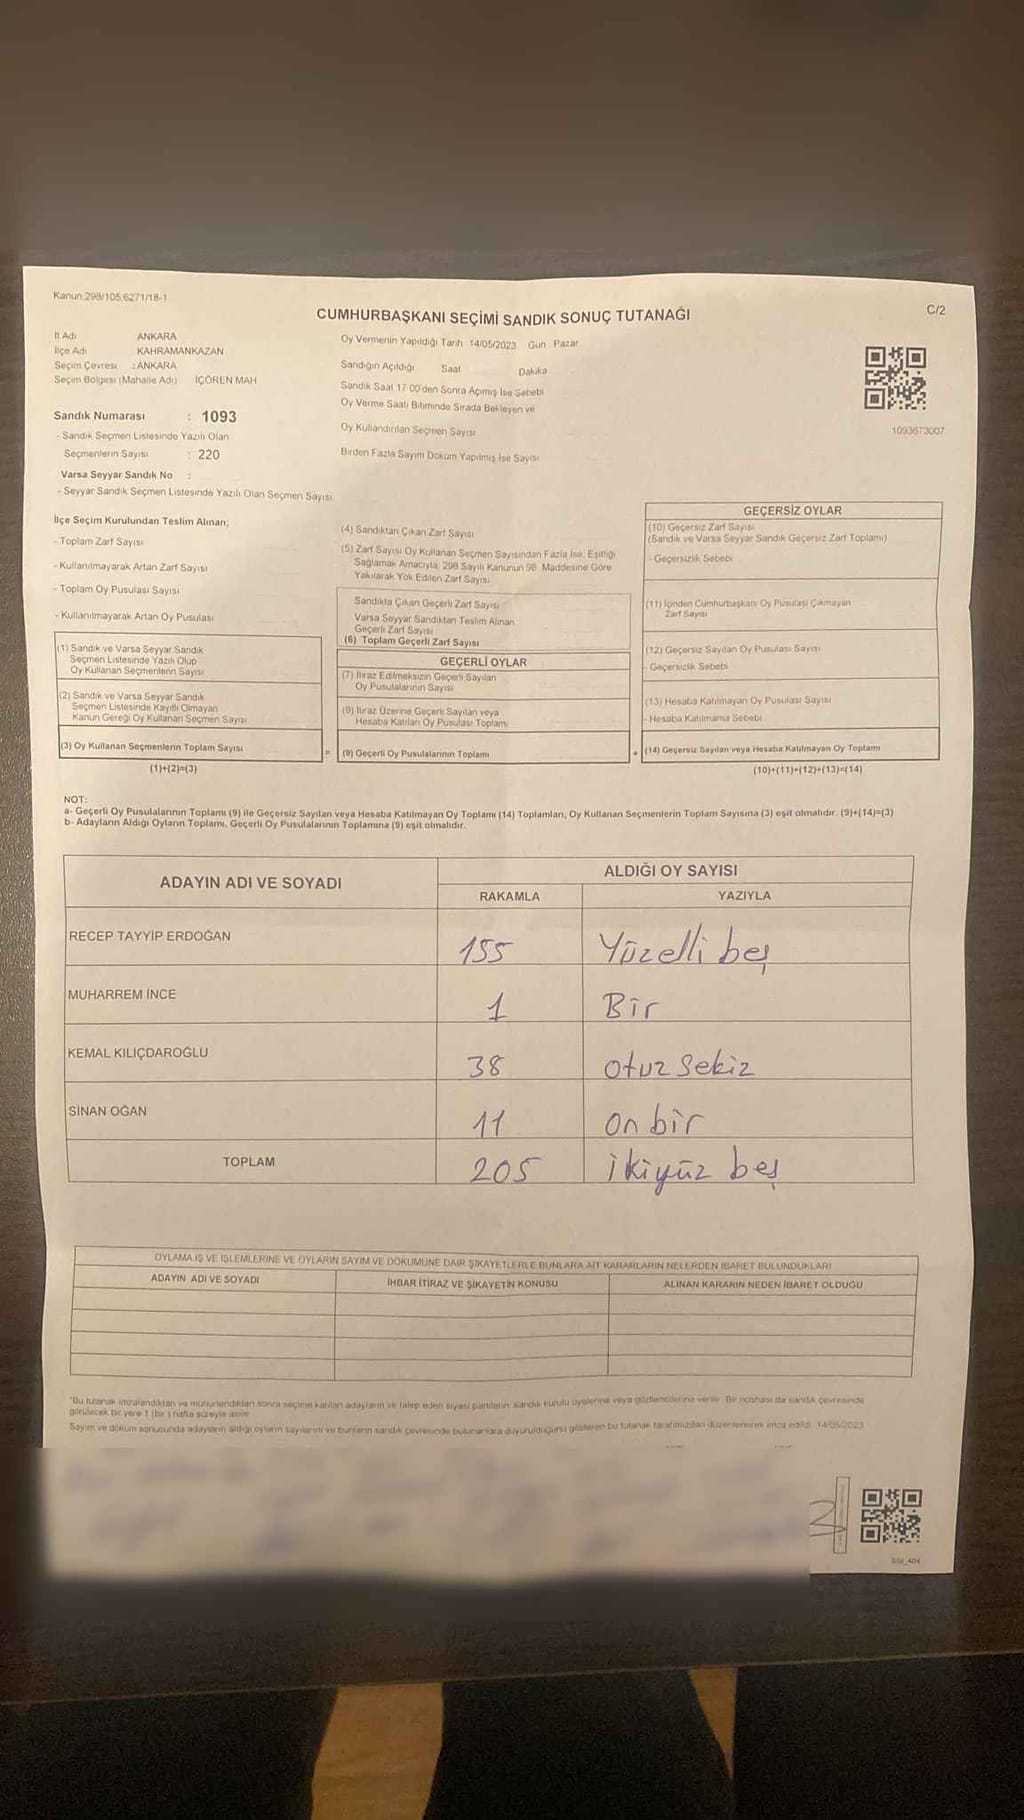 Kanun 298/105.6271/18-1
C/2
CUMHURBAŞKANI SEÇİMİ SANDIK SONUÇ TUTANAĞI
İl Adı ANKARA
İlçe Adı KAHRAMANKAZAN
Seçim Çevresi : ANKARA
Seçim Bölgesi (Mahalle Adı) İÇÖREN MAH
Sandık Numarası : 1093
- Sandık Seçmen Listesinde Yazılı Olan
Seçmenlerin Sayısı : 220
Varsa Seyyar Sandık No :
- Seyyar Sandık Seçmen Listesinde Yazılı Olan Seçmen Sayısı
Oy Vermenin Yapıldığı Tarih 14/05/2023 Gün Pazar
Sandığın Açıldığı Saat Dakika
Sandık Saat 17 00'den Sonra Açımış İse Sebebi
Oy Verme Saati Bitiminde Sırada Bekleyen ve
Oy Kullandırılan Seçmen Sayısı
Birden Fazla Sayım Döküm Yapılmış İse Sayısı
1093673007
İlçe Seçim Kurulundan Teslim Alınan;
- Toplam Zarf Sayısı
- Kullanılmayarak Artan Zarf Sayısı
- Toplam Oy Pusulası Sayısı
- Kullanılmayarak Artan Oy Pusulası
(1) Sandık ve Varsa Seyyar Sandık
Seçmen Listesinde Yazılı Olup
Oy Kullanan Seçmenlerin Sayısı
(2) Sandık ve Varsa Seyyar Sandık
Seçmen Listesinde Kayıtlı Olmayan
Kanun Gereği Oy Kullanan Seçmen Sayısı
(3) Oy Kullanan Seçmenlerin Toplam Sayısı
(1)+(2)=(3)
(4) Sandıktan Çıkan Zarf Sayısı
(5) Zarf Sayısı Oy Kullanan Seçmen Sayısından Fazla İse, Eşitliği
Sağlamak Amacıyla 298 Sayılı Kanunun 98. Maddesine Göre
Yakılarak Yok Edilen Zarf Sayısı
Sandıkta Çıkan Geçerli Zarf Sayısı
Varsa Seyyar Sandıktan Teslim Alınan
Geçerli Zarf Sayısı
(6) Toplam Geçerli Zarf Sayısı
GEÇERLİ OYLAR
(7) İtiraz Edilmeksizin Geçerli Sayılan
Oy Pusulalarının Sayısı
(8) İtiraz Üzerine Geçerli Sayılan veya
Hesaba Katılan Oy Pusulası Toplamı
= (9) Geçerli Oy Pusulalarının Toplamı
GEÇERSİZ OYLAR
(10) Geçersiz Zarf Sayısı
(Sandık ve Varsa Seyyar Sandık Geçersiz Zarf Toplamı)
- Geçersizlik Sebebi
(11) İçinden Cumhurbaşkanı Oy Pusulası Çıkmayan
Zarf Sayısı
(12) Geçersiz Sayılan Oy Pusulası Sayısı
- Geçersizlik Sebebi
(13) Hesaba Katılmayan Oy Pusulası Sayısı
- Hesaba Katılmama Sebebi
+ (14) Geçersiz Sayılan veya Hesaba Katılmayan Oy Toplamı
(10)+(11)+(12)+(13)=(14)
NOT:
a- Geçerli Oy Pusulalarının Toplamı (9) ile Geçersiz Sayılan veya Hesaba Katılmayan Oy Toplamı (14) Toplamları, Oy Kullanan Seçmenlerin Toplam Sayısına (3) eşit olmalıdır. (9)+(14)=(3)
b- Adayların Aldığı Oyların Toplamı, Geçerli Oy Pusulalarının Toplamına (9) eşit olmalıdır.
ADAYIN ADI VE SOYADI ALDIĞI OY SAYISI
RAKAMLA YAZIYLA
RECEP TAYYİP ERDOĞAN 155 Yüzelli beş
MUHARREM İNCE 1 Bir
KEMAL KILIÇDAROĞLU 38 otuz sekiz
SİNAN OĞAN 11 on bir
TOPLAM 205 ikiyüz beş
OYLAMA İŞ VE İŞLEMLERİNE VE OYLARIN SAYIM VE DÖKÜMÜNE DAİR ŞİKAYETLERLE BUNLARA AİT KARARLARIN NELERDEN İBARET BULUNDUKLARI
ADAYIN ADI VE SOYADI İHBAR İTİRAZ VE ŞİKAYETİN KONUSU ALINAN KARARIN NEDEN İBARET OLDUĞU
"Bu tutanak imzalandıktan ve mühürlendikten sonra seçime katılan adayların ve talep eden siyasi partilerin sandık kurulu üyelerine veya gözlemcilerine verilir. Bir nüshası da sandık çevresinde
görülecek bir yere 1 (bir) hafta süreyle asılır
Sayım ve döküm sonucunda adayların aldığı oyların sayılarını ve bunların sandık çevresinde bulunanlara duyurulduğunu gösteren bu tutanak tarafımızdan düzenlenerek imza edildi. 14/05/2023